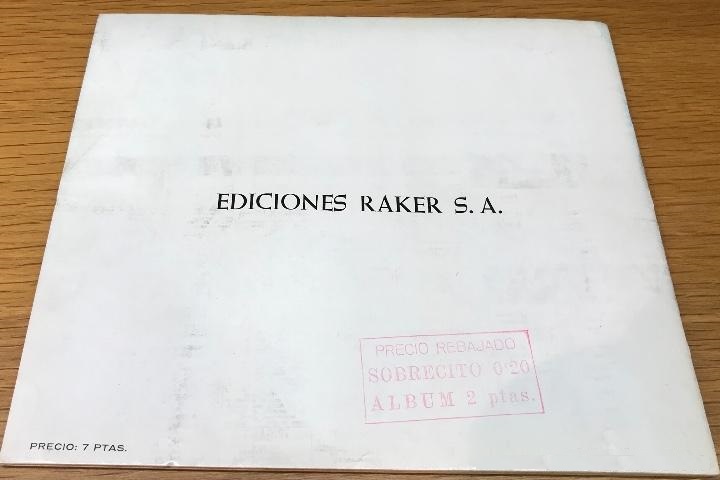 EDICIONES RAKER S. A.
PRECIO REBAJADO
SOBRECITO 0'20
ALBUM 2 ptas.
PRECIO: 7 PTAS.